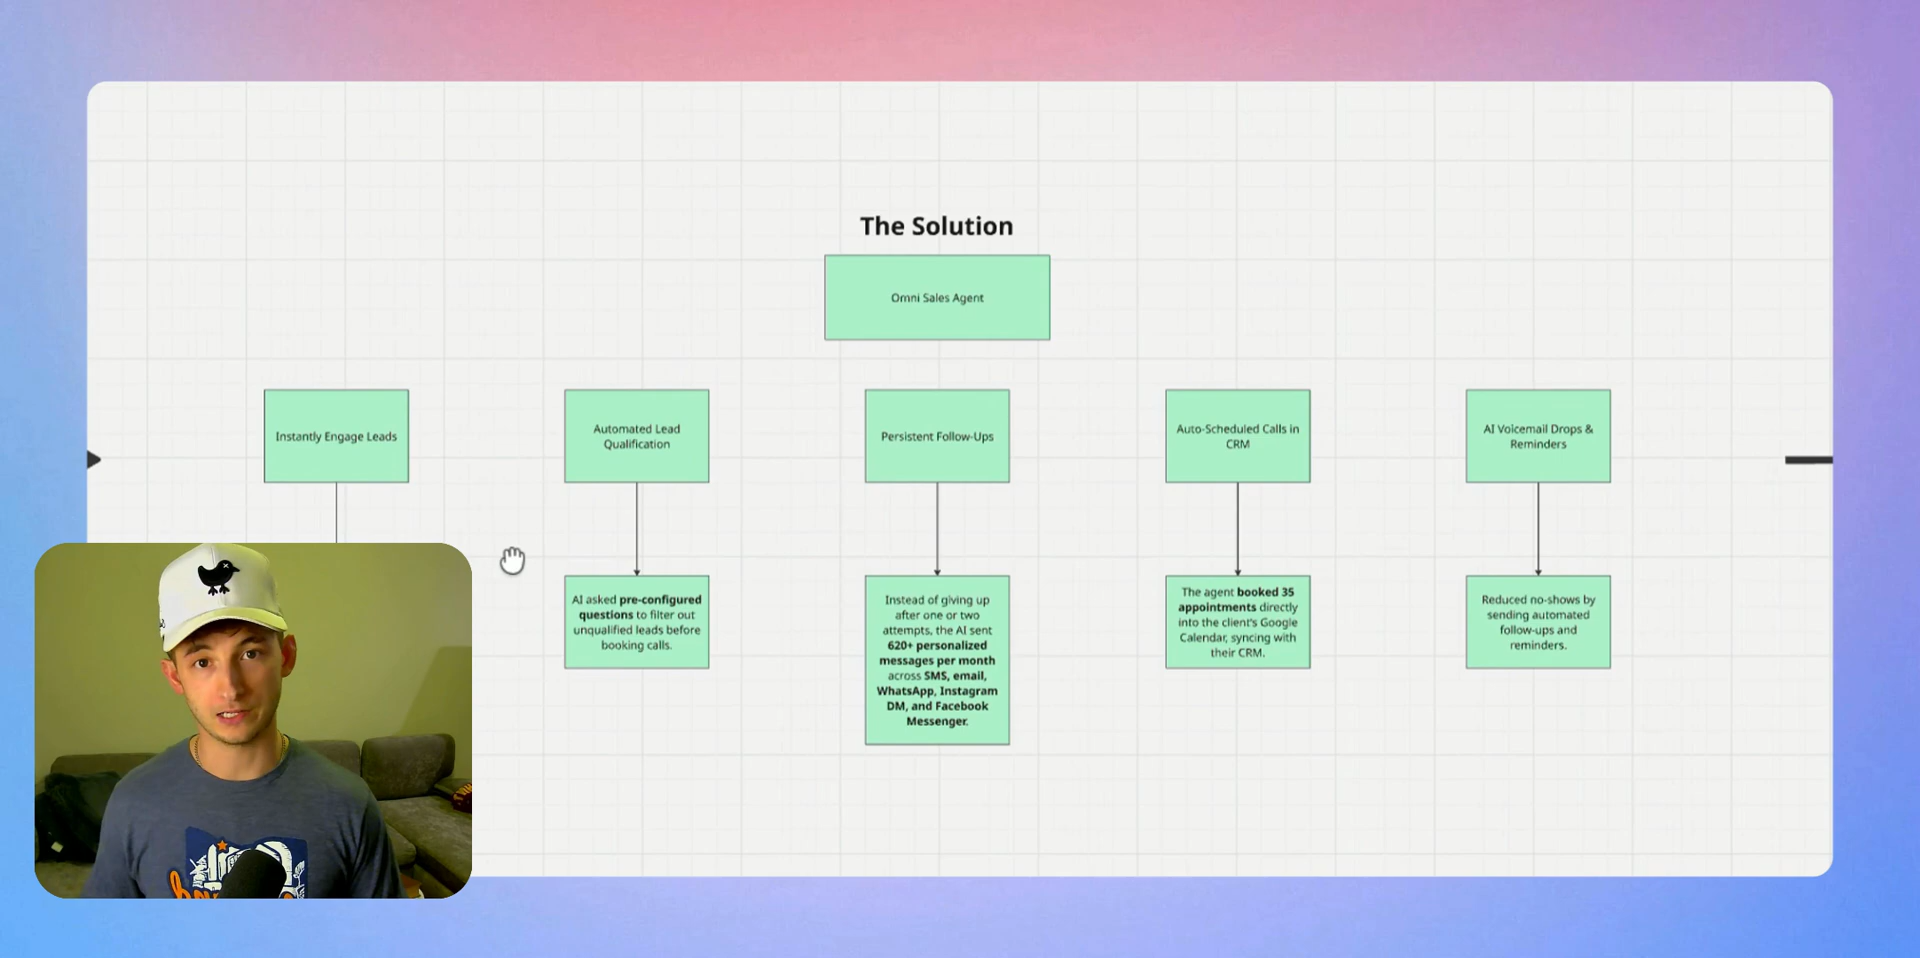 The Solution
Omni Sales Agent
Instantly Engage Leads
Automated Lead
Qualification
Persistent Follow-Ups
Auto-Scheduled Calls in
CRM
AI Voicemail Drops &
Reminders
AI asked pre-configured
questions to filter out
unqualified leads before
booking calls.
Instead of giving up
after one or two
attempts, the AI sent
620+ personalized
messages per month
across SMS, email,
WhatsApp, Instagram
DM, and Facebook
Messenger.
The agent booked 35
appointments directly
into the client's Google
Calendar, syncing with
their CRM.
Reduced no-shows by
sending automated
follow-ups and
reminders.